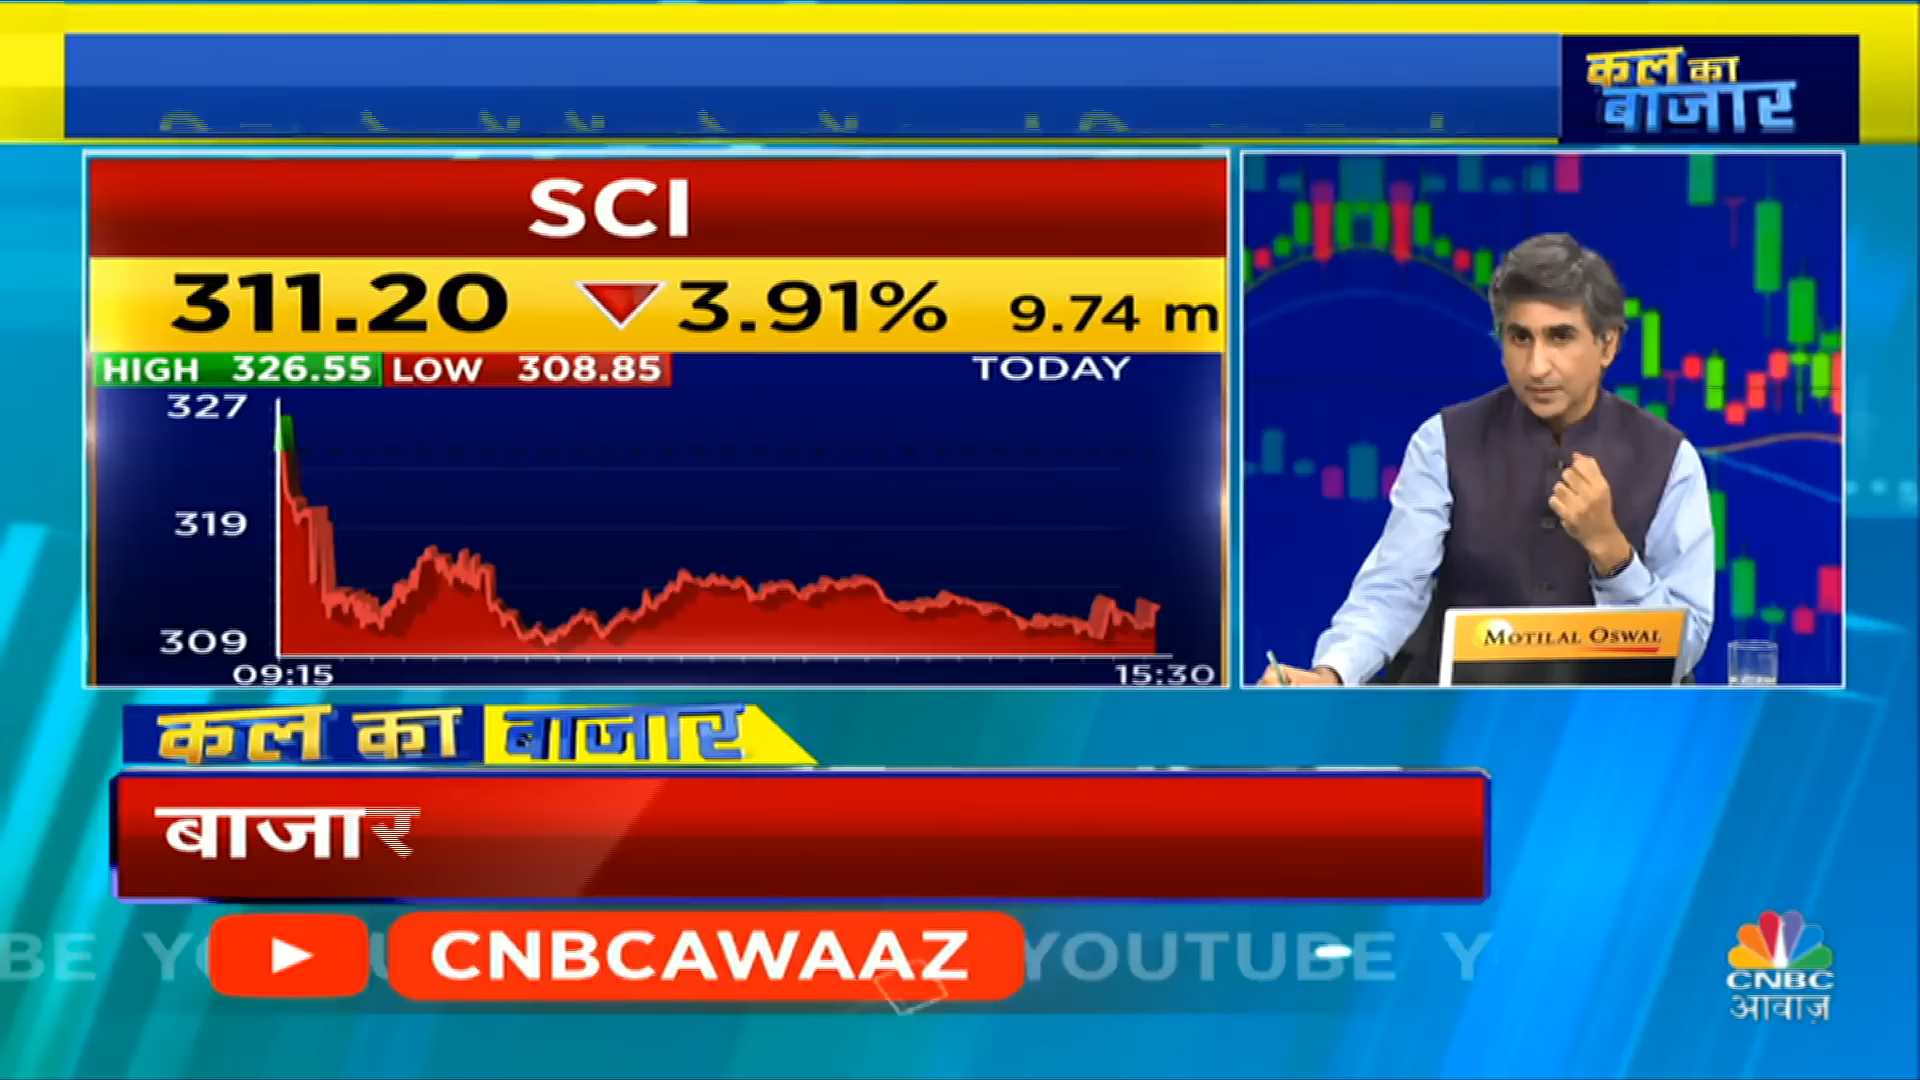 कल का
बाजार
SCI
311.20 3.91% 9.74 m
HIGH 326.55 LOW 308.85 TODAY
327
319
309
09:15 15:30
MOTILAL OSWAL
कल का बाजार
बाजार
BE YOUTUBE Y
CNBCAWAAZ
CNBC
आवाज़